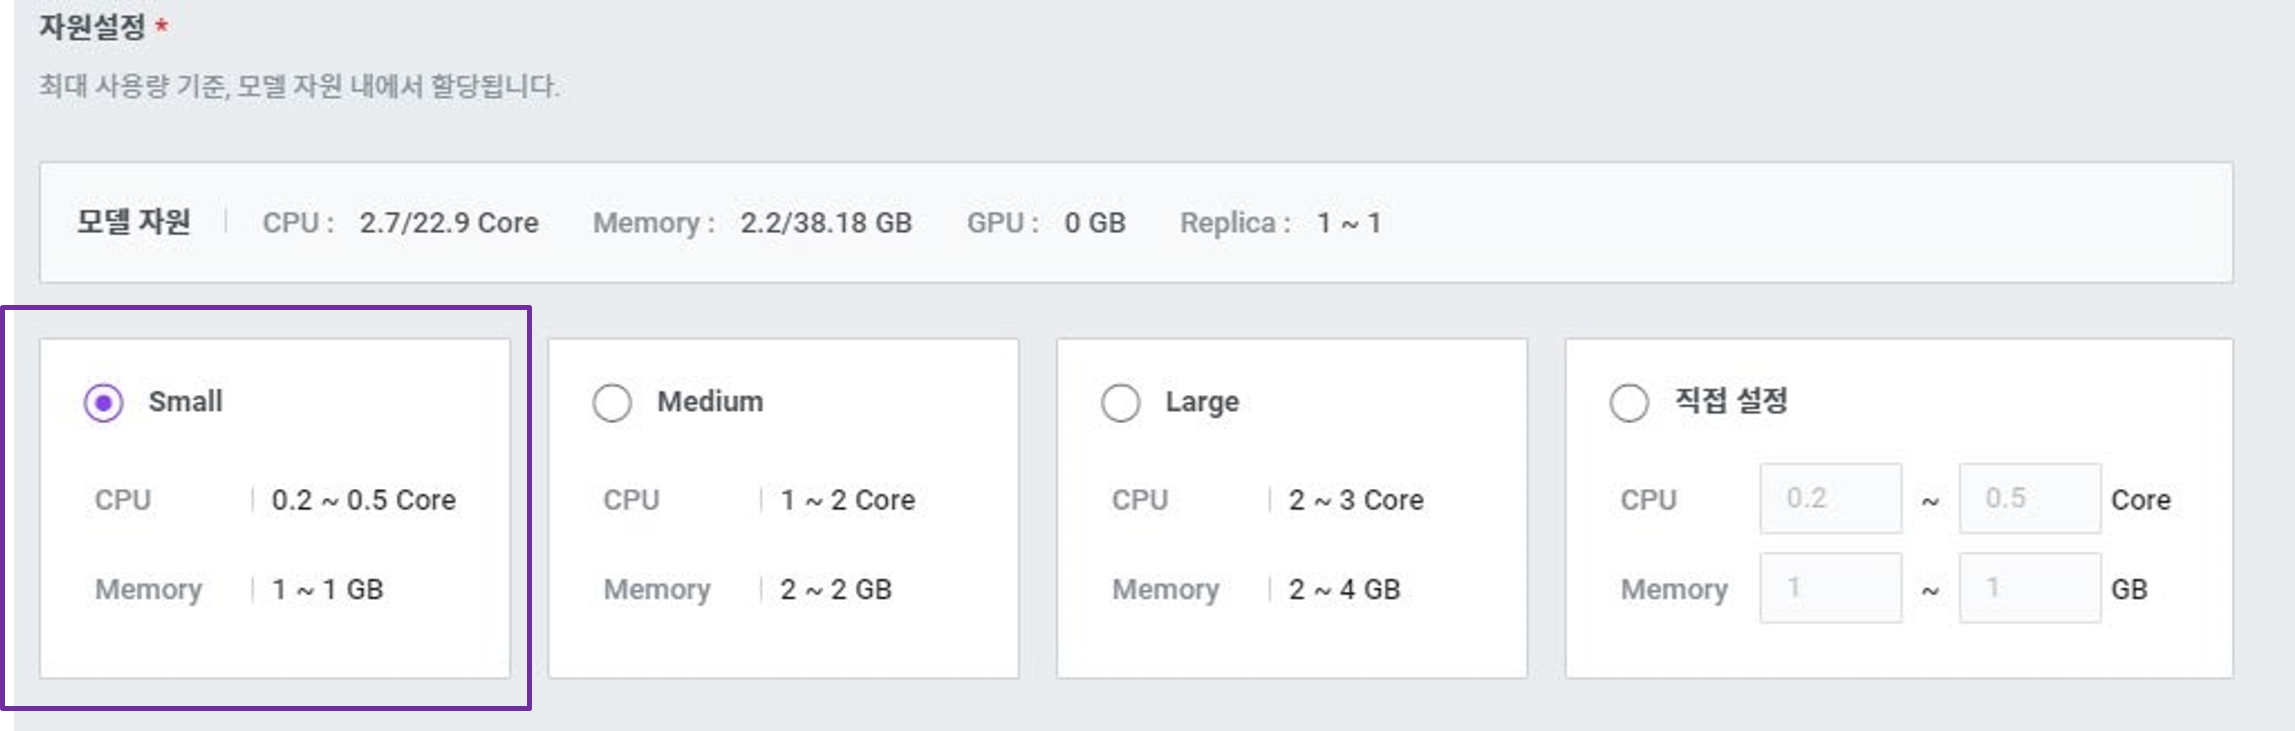 자원설정 *
최대 사용량 기준, 모델 자원 내에서 할당됩니다.
모델 자원 | CPU : 2.7/22.9 Core Memory : 2.2/38.18 GB GPU : 0 GB Replica : 1 ~ 1
Small
CPU | 0.2 ~ 0.5 Core
Memory | 1 ~ 1 GB
Medium
CPU | 1 ~ 2 Core
Memory | 2 ~ 2 GB
Large
CPU | 2 ~ 3 Core
Memory | 2 ~ 4 GB
직접 설정
CPU 0.2 ~ 0.5 Core
Memory 1 ~ 1 GB